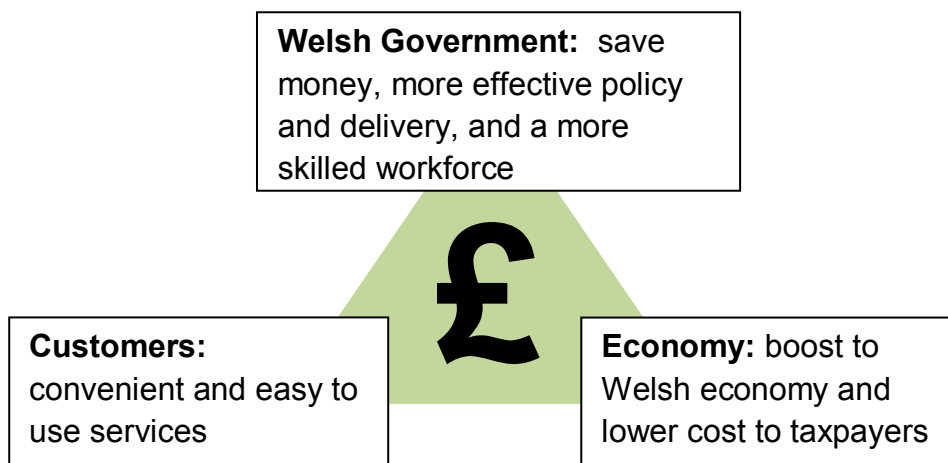 Welsh Government: save
money, more effective policy
and delivery, and a more
skilled workforce
£
Customers:
convenient and easy to
use services
Economy: boost to
Welsh economy and
lower cost to taxpayers